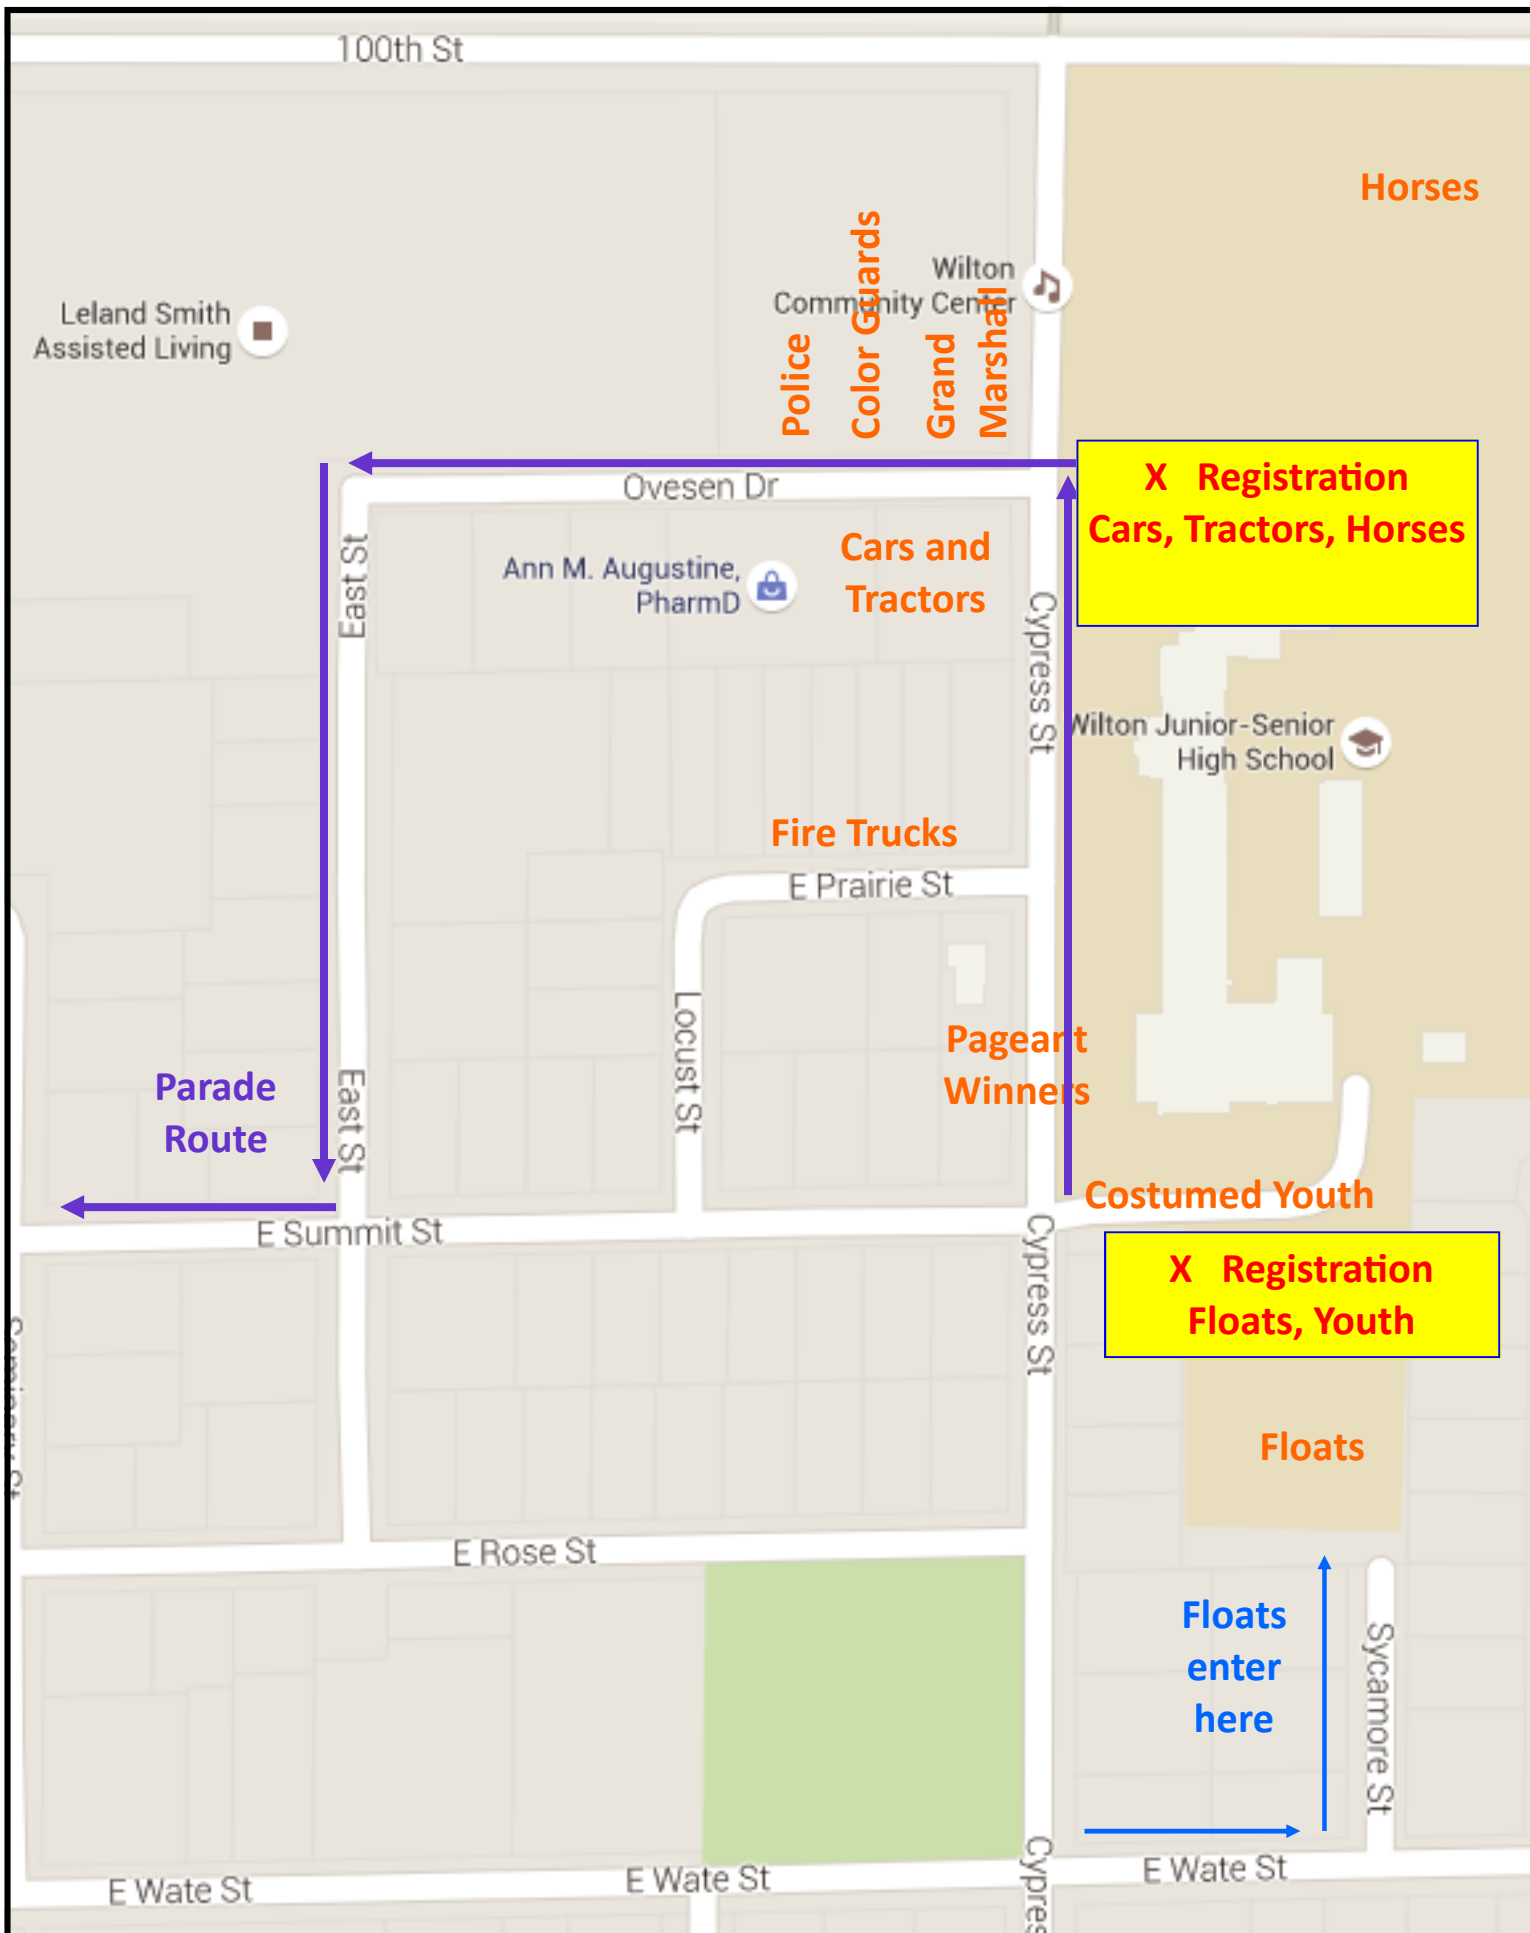 100th St
Horses
Wilton
Community Center
Leland Smith
Assisted Living
Police
Color Guards
Grand
Marshall
X Registration
Cars, Tractors, Horses
Ovesen Dr
East St
Cars and
Tractors
Ann M. Augustine,
PharmD
Cypress St
Wilton Junior-Senior
High School
Fire Trucks
E Prairie St
Locust St
Pageant
Winners
Parade
Route
East St
Costumed Youth
E Summit St
Cypress St
X Registration
Floats, Youth
Seminary St
Floats
E Rose St
Floats
enter
here
Sycamore St
E Wate St
E Wate St
E Wate St
Cypres